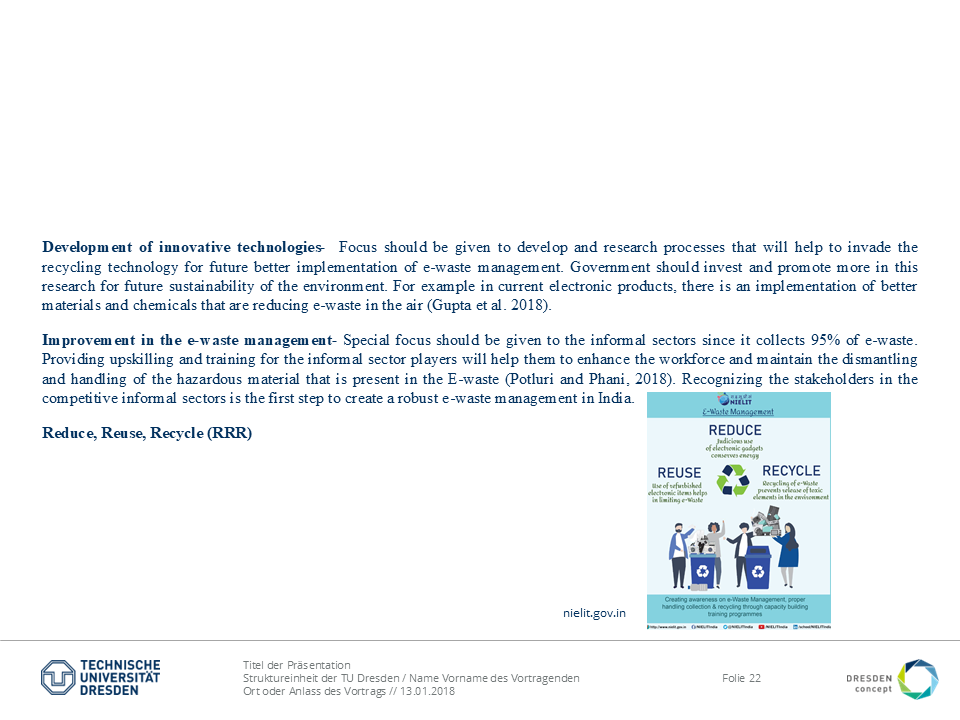 Development of innovative technologies-  Focus should be given to develop and research processes that will help to invade the
recycling technology for future better implementation of e-waste management. Government should invest and promote more in this
research for future sustainability of the environment. For example in current electronic products, there is an implementation of better
materials and chemicals that are reducing e-waste in the air (Gupta et al. 2018).
Improvement in the e-waste management- Special focus should be given to the informal sectors since it collects 95% of e-waste.
Providing upskilling and training for the informal sector players will help them to enhance the workforce and maintain the dismantling
and handling of the hazardous material that is present in the E-waste (Potluri and Phani, 2018). Recognizing the stakeholders in the
competitive informal sectors is the first step to create a robust e-waste management in India.
Reduce, Reuse, Recycle (RRR)
NIELIT
E-Waste Management
REDUCE
Judicious use
of electronic gadgets
conserves energy
REUSE
Use of refurbished
electronic items helps
in limiting e-Waste
RECYCLE
Recycling of e-Waste
prevents release of toxic
elements in the environment
Creating awareness on e-Waste Management, proper
handling collection & recycling through capacity building
training programmes
http://www.nielit.gov.in /NIELITIndia @NIELITIndia /NIELITIndia /school/NIELITIndia
nielit.gov.in
TECHNISCHE
UNIVERSITÄT
DRESDEN
Titel der Präsentation
Struktureinheit der TU Dresden / Name Vorname des Vortragenden
Ort oder Anlass des Vortrags // 13.01.2018
Folie 22
DRESDEN
concept